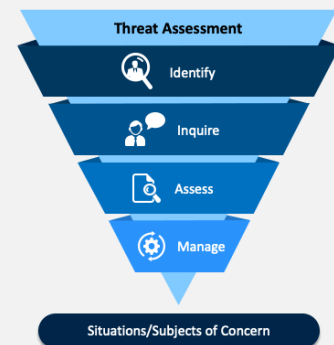 Threat Assessment
Identify
Inquire
Assess
Manage
Situations/Subjects of Concern